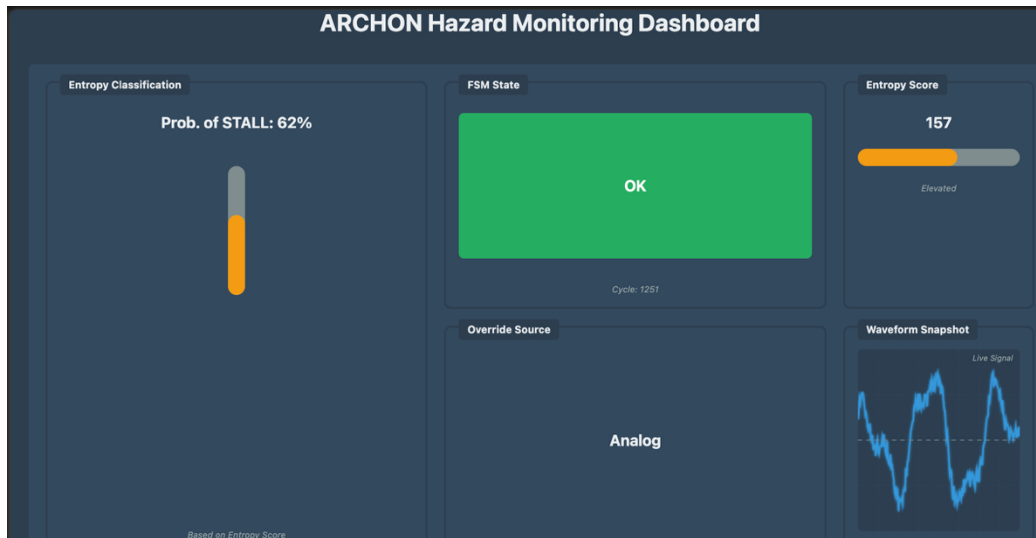 ARCHON Hazard Monitoring Dashboard
Entropy Classification
Prob. of STALL: 62%
Based on Entropy Score
FSM State
OK
Cycle: 1251
Entropy Score
157
Elevated
Override Source
Analog
Waveform Snapshot
Live Signal